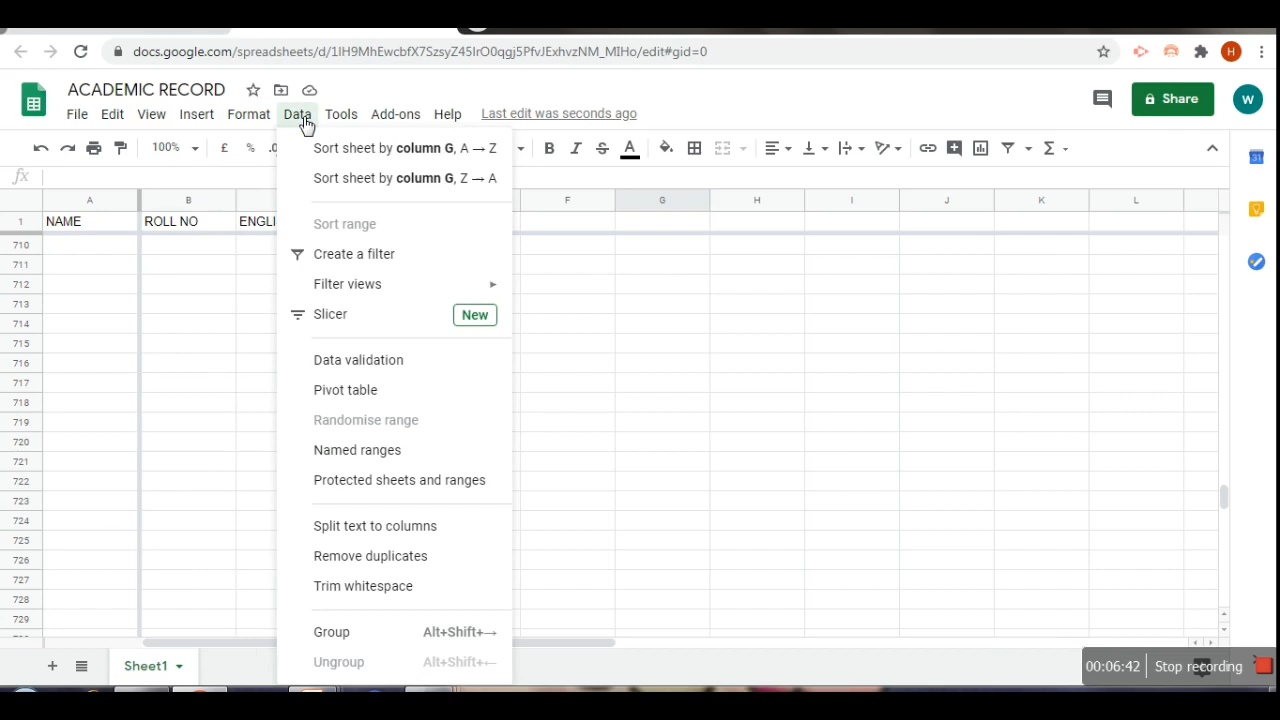 docs.google.com/spreadsheets/d/1IH9MhEwcbfX7SzsyZ45IrO0qgj5PfvJExhvzNM_MIHo/edit#gid=0
H
ACADEMIC RECORD
File Edit View Insert Format Data Tools Add-ons Help Last edit was seconds ago
Share
W
100% £ % .0 B I S A Σ
fx
A B F G H I J K L
1 NAME ROLL NO ENGLI
710
711
712
713
714
715
716
717
718
719
720
721
722
723
724
725
726
727
728
729
Sort sheet by column G, A → Z
Sort sheet by column G, Z → A
Sort range
Create a filter
Filter views
Slicer New
Data validation
Pivot table
Randomise range
Named ranges
Protected sheets and ranges
Split text to columns
Remove duplicates
Trim whitespace
Group Alt+Shift+→
Ungroup Alt+Shift+←
31
Sheet1
00:06:42 Stop recording